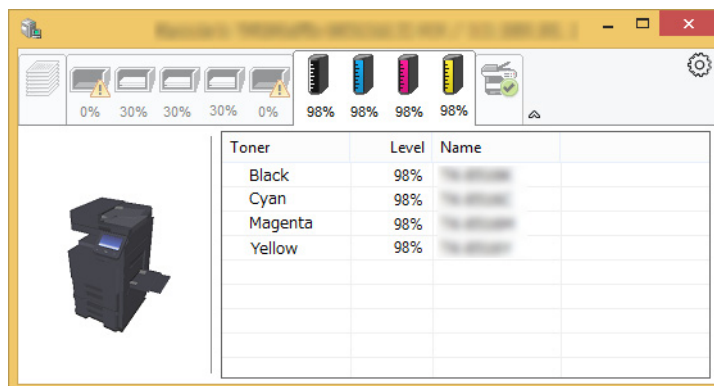 0% 30% 30% 30% 0% 98% 98% 98% 98%
Toner Level Name
Black 98%
Cyan 98%
Magenta 98%
Yellow 98%